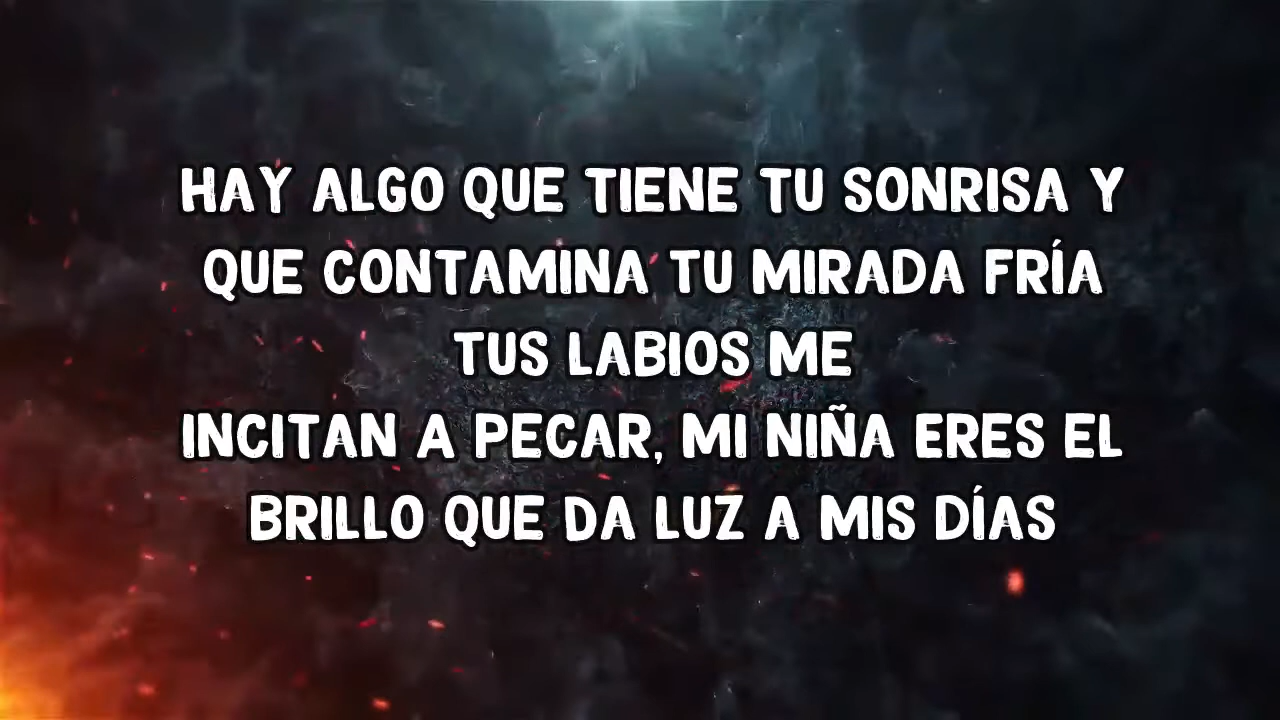 HAY ALGO QUE TIENE TU SONRISA Y
QUE CONTAMINA TU MIRADA FRÍA
TUS LABIOS ME
INCITAN A PECAR, MI NIÑA ERES EL
BRILLO QUE DA LUZ A MIS DÍAS